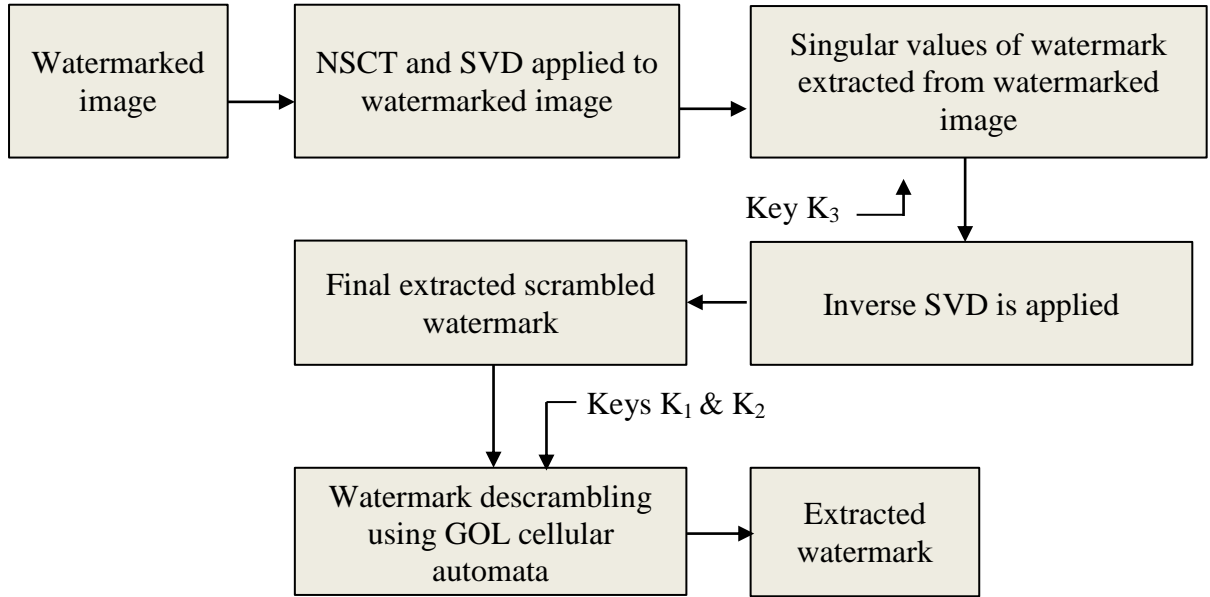 Watermarked
image
NSCT and SVD applied to
watermarked image
Singular values of watermark
extracted from watermarked
image
Key K₃
Inverse SVD is applied
Final extracted scrambled
watermark
Keys K₁ & K₂
Watermark descrambling
using GOL cellular
automata
Extracted
watermark